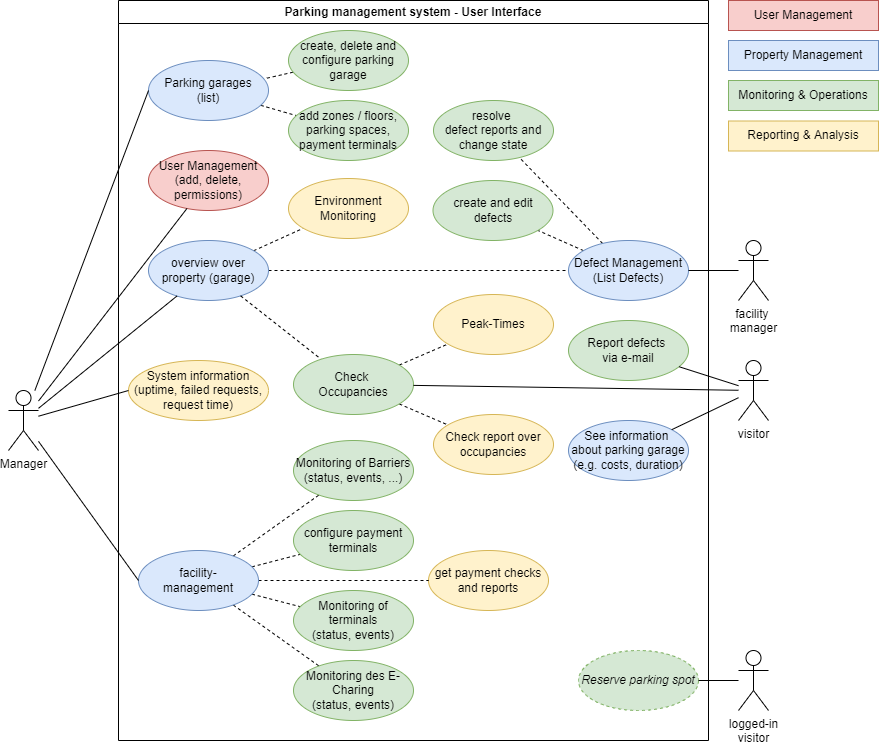 Parking management system - User Interface
User Management
Property Management
Monitoring & Operations
Reporting & Analysis
Parking garages
(list)
create, delete and
configure parking
garage
add zones / floors,
parking spaces,
payment terminals
resolve
defect reports and
change state
User Management
(add, delete,
permissions)
Environment
Monitoring
create and edit
defects
overview over
property (garage)
Defect Management
(List Defects)
facility
manager
Peak-Times
Report defects
via e-mail
System information
(uptime, failed requests,
request time)
Check
Occupancies
visitor
Manager
Check report over
occupancies
See information
about parking garage
(e.g. costs, duration)
Monitoring of Barriers
(status, events, ...)
configure payment
terminals
facility-
management
get payment checks
and reports
Monitoring of
terminals
(status, events)
Monitoring des E-
Charing
(status, events)
Reserve parking spot
logged-in
visitor